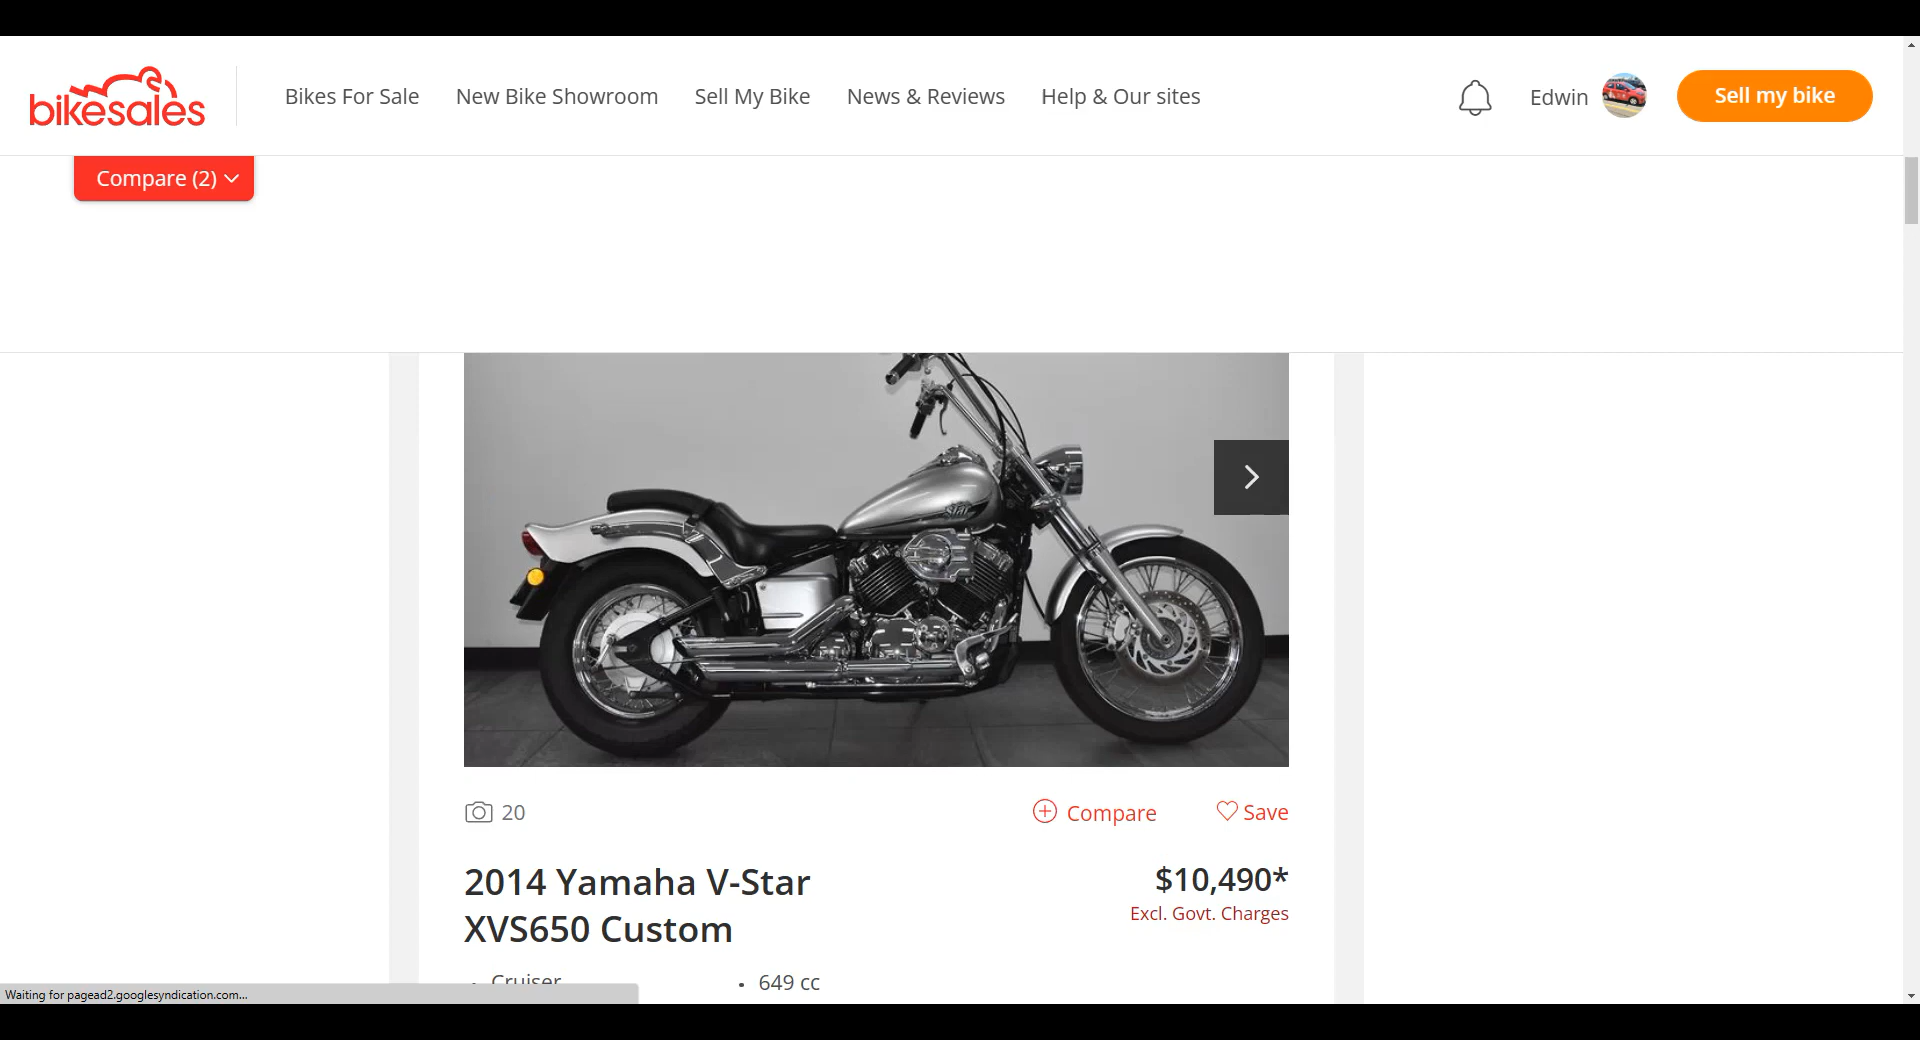 bikesales
Bikes For Sale
New Bike Showroom
Sell My Bike
News & Reviews
Help & Our sites
Edwin
Sell my bike
Compare (2)
Star
20
Compare
Save
2014 Yamaha V-Star
XVS650 Custom
$10,490*
Excl. Govt. Charges
Cruiser
649 cc
Waiting for pagead2.googlesyndication.com...